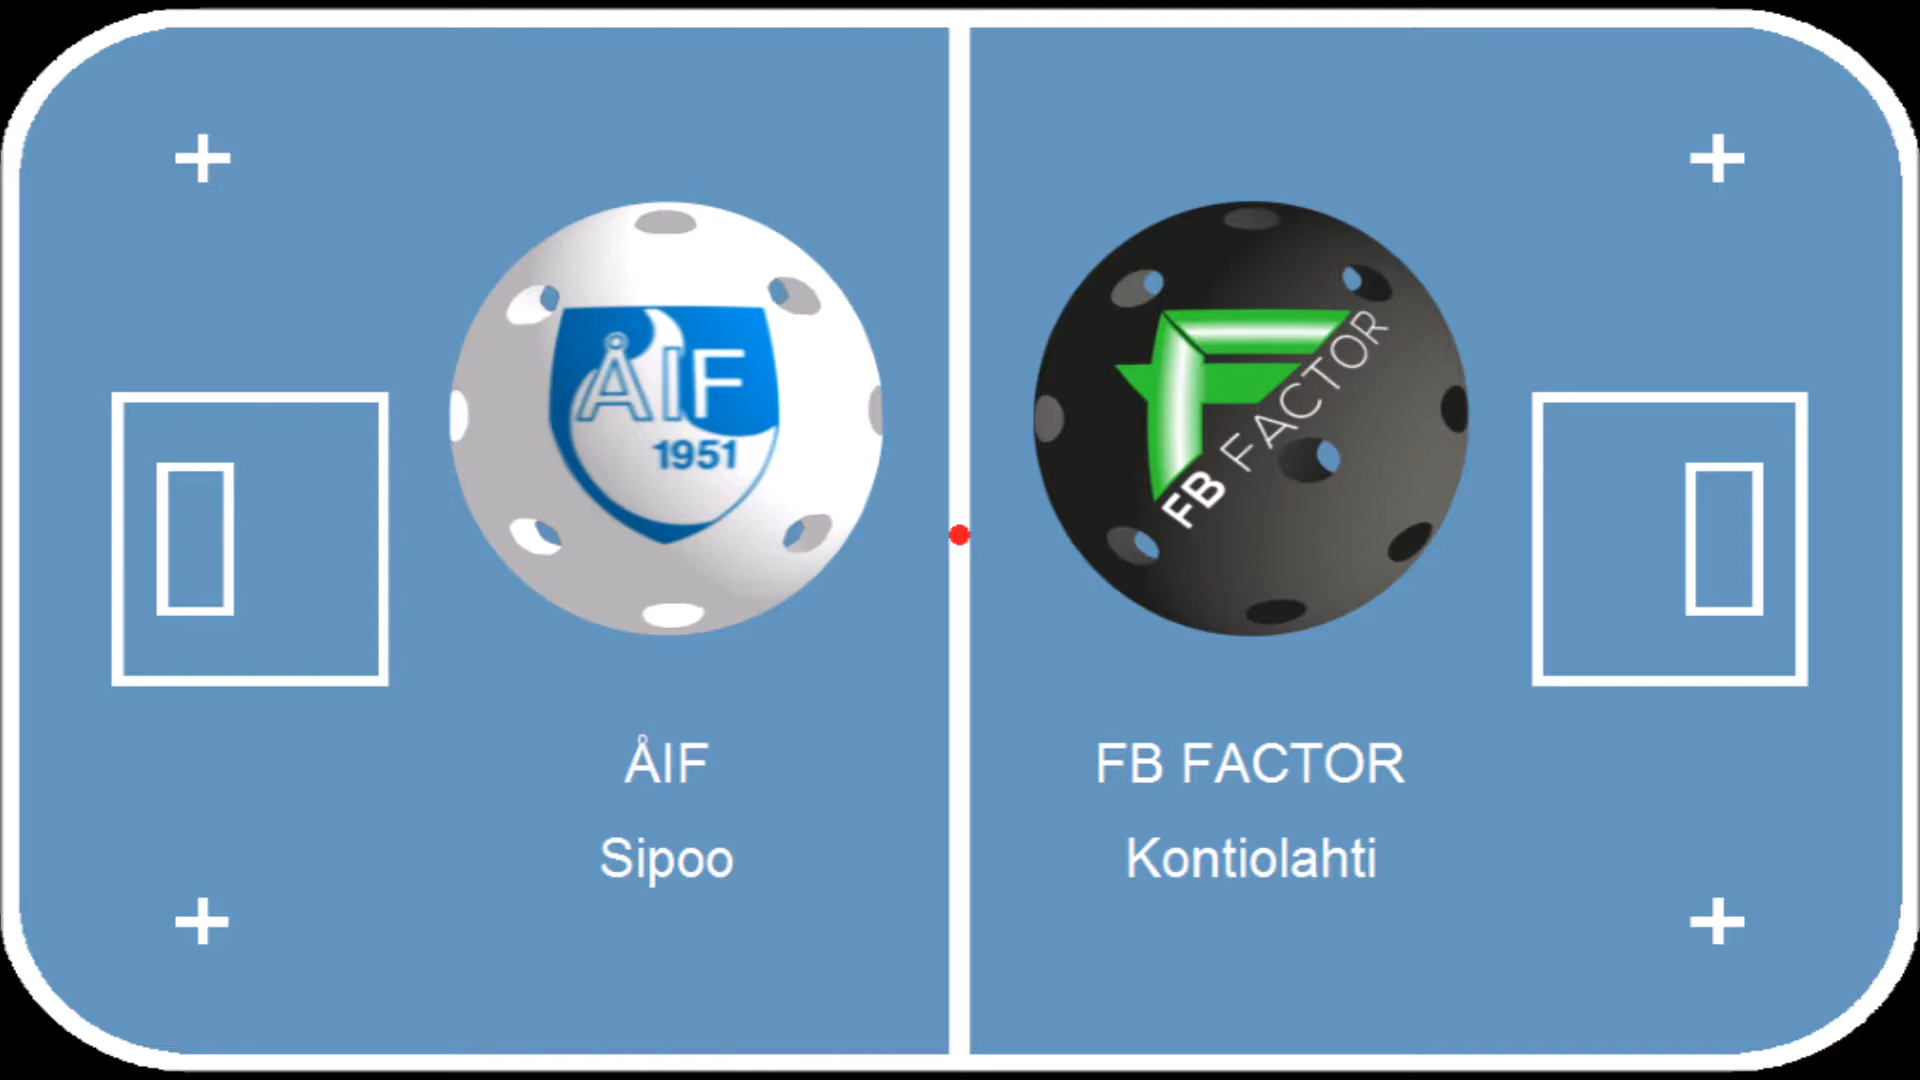 ÅIF
1951
FB FACTOR
ÅIF
Sipoo
FB FACTOR
Kontiolahti